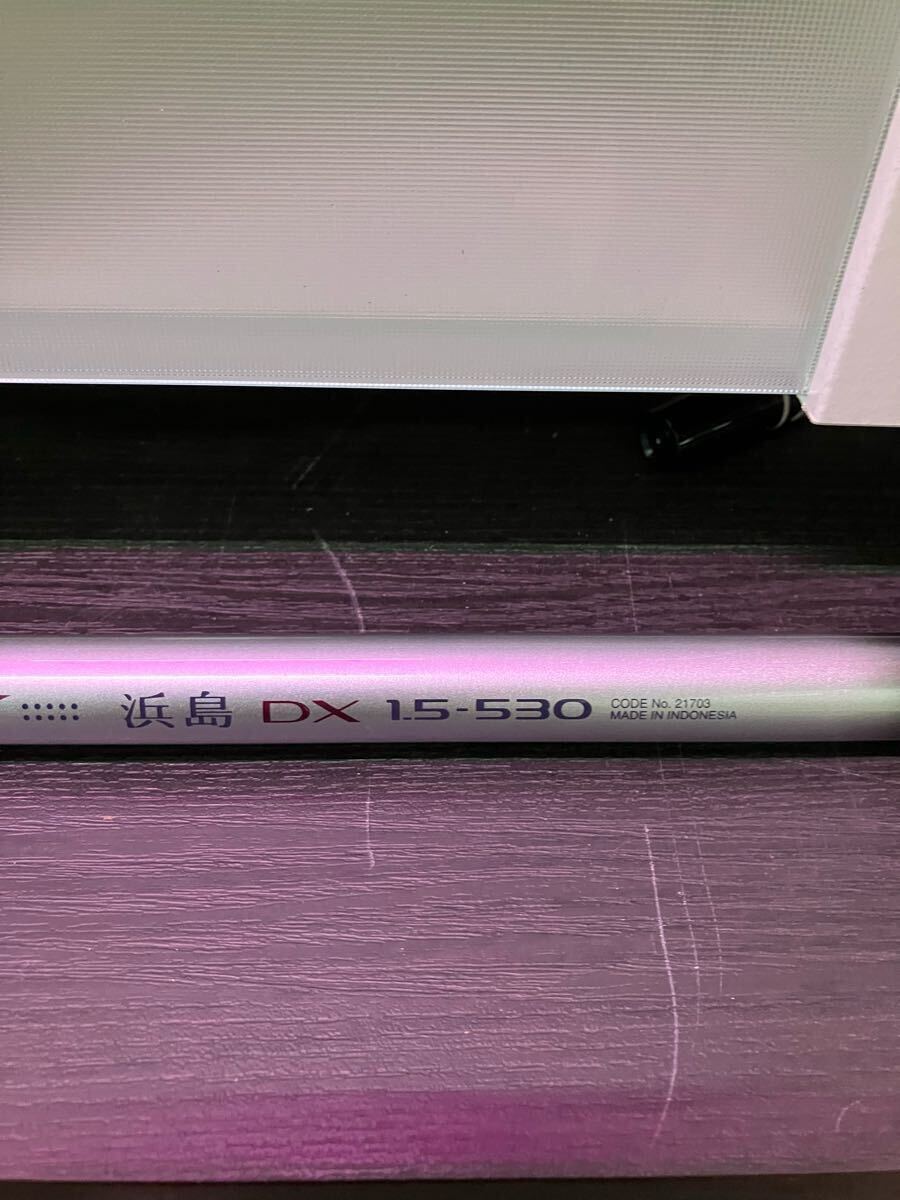 浜島 DX 1.5-530
CODE No. 21703
MADE IN INDONESIA